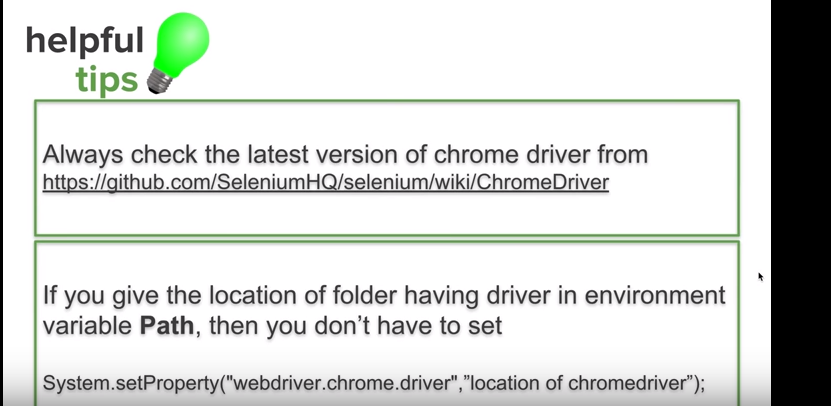 helpful
tips
Always check the latest version of chrome driver from
https://github.com/SeleniumHQ/selenium/wiki/ChromeDriver
If you give the location of folder having driver in environment
variable Path, then you don’t have to set
System.setProperty("webdriver.chrome.driver",”location of chromedriver”);